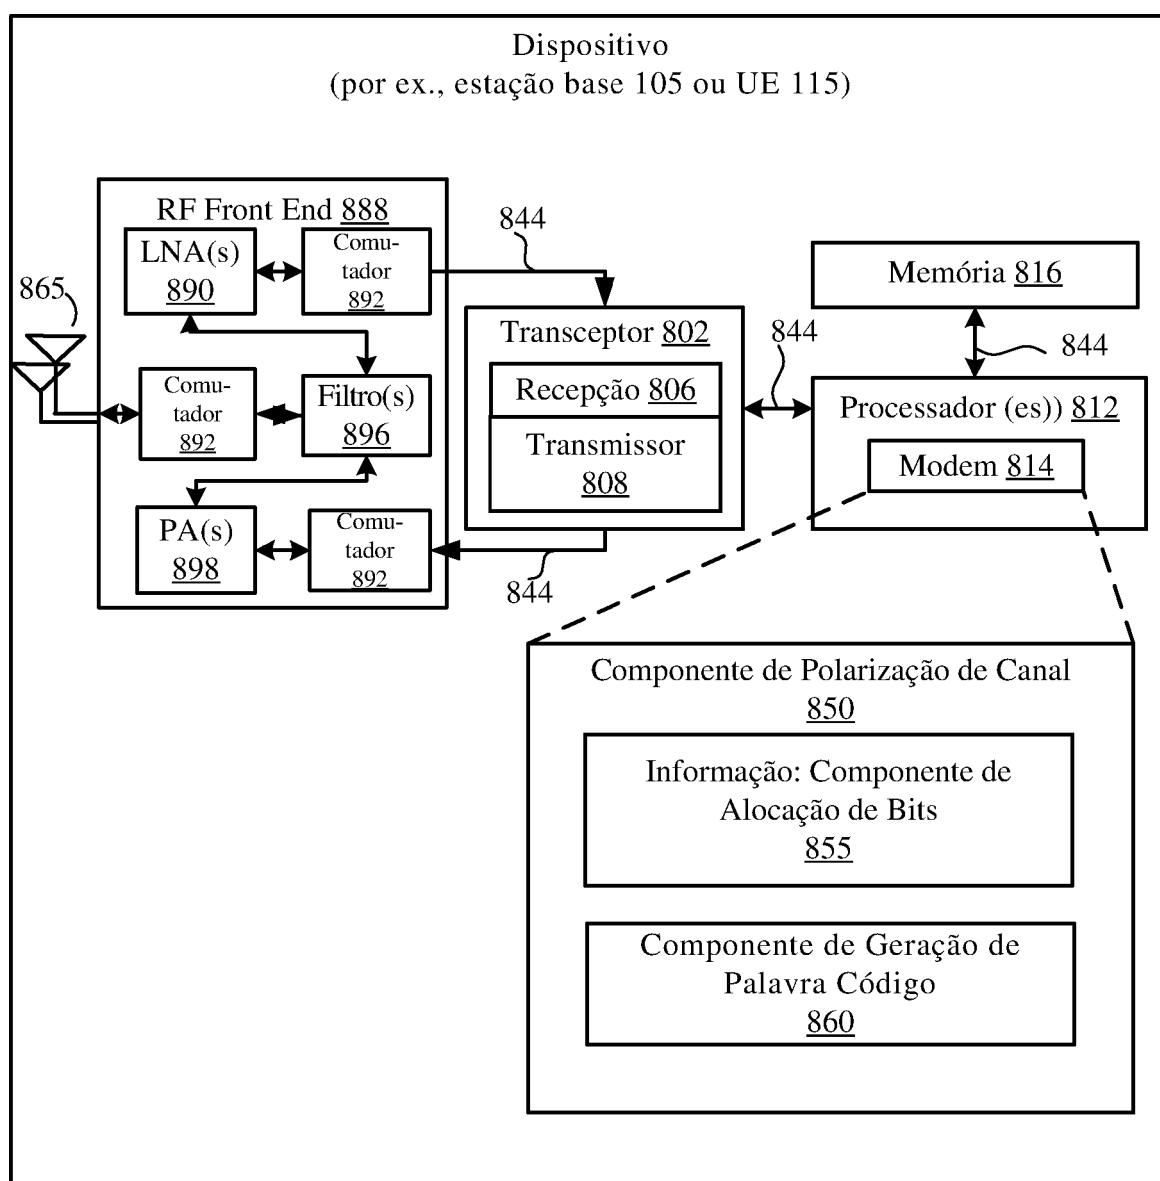 Dispositivo
(por ex., estação base 105 ou UE 115)
RF Front End 888
LNA(s)
890
Comu-
tador
892
844
865
Comu-
tador
892
Filtro(s)
896
PA(s)
898
Comu-
tador
892
844
Transceptor 802
Recepção 806
Transmissor
808
844
Memória 816
844
Processador (es)) 812
Modem 814
Componente de Polarização de Canal
850
Informação: Componente de
Alocação de Bits
855
Componente de Geração de
Palavra Código
860